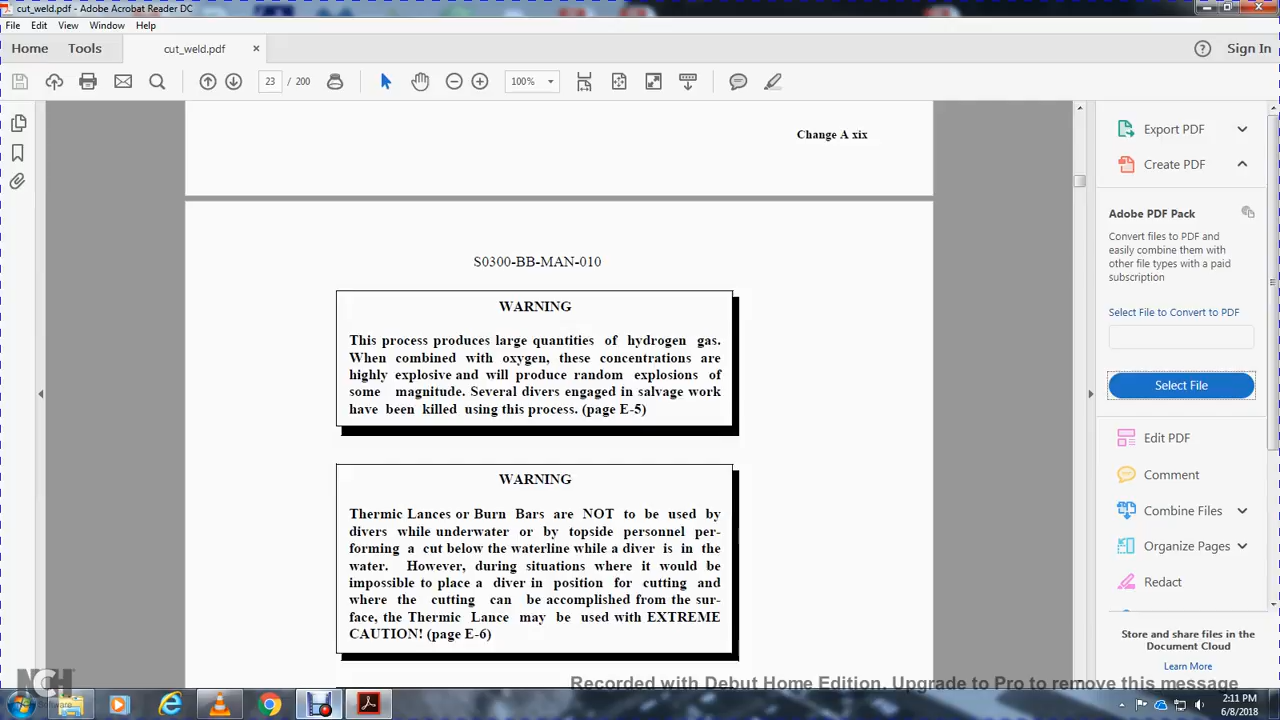 cut_weld.pdf - Adobe Acrobat Reader DC
File Edit View Window Help
Home Tools cut_weld.pdf × ? Sign In
23 / 200 100%
Change A xix
S0300-BB-MAN-010
WARNING
This process produces large quantities of hydrogen gas.
When combined with oxygen, these concentrations are
highly explosive and will produce random explosions of
some magnitude. Several divers engaged in salvage work
have been killed using this process. (page E-5)
WARNING
Thermic Lances or Burn Bars are NOT to be used by
divers while underwater or by topside personnel per-
forming a cut below the waterline while a diver is in the
water. However, during situations where it would be
impossible to place a diver in position for cutting and
where the cutting can be accomplished from the sur-
face, the Thermic Lance may be used with EXTREME
CAUTION! (page E-6)
Export PDF
Create PDF
Adobe PDF Pack
Convert files to PDF and
easily combine them with
other file types with a paid
subscription
Select File to Convert to PDF
Select File
Edit PDF
Comment
Combine Files
Organize Pages
Redact
Store and share files in the
Document Cloud
Learn More
NCH
Software
Recorded with Debut Home Edition. Upgrade to Pro to remove this message
2:11 PM
6/8/2018